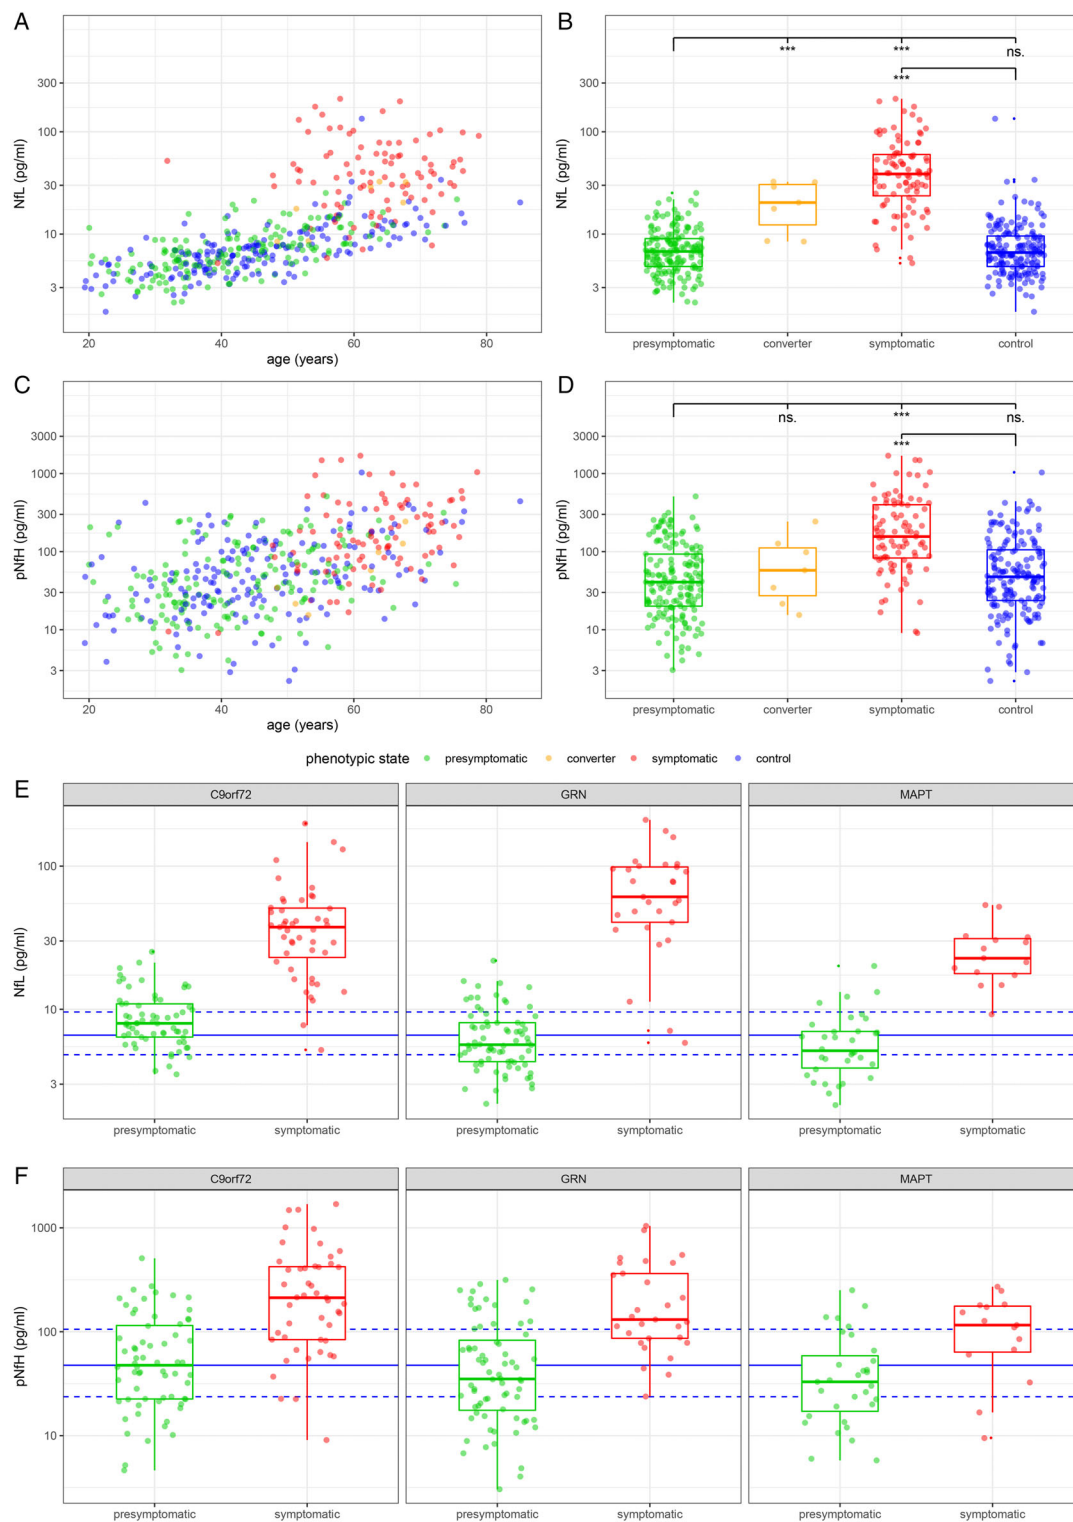 A
NfL (pg/ml)
300
100
30
10
3
20
40
60
80
age (years)
B
*** *** ns.
***
NfL (pg/ml)
300
100
30
10
3
presymptomatic
converter
symptomatic
control
C
pNfH (pg/ml)
3000
1000
300
100
30
10
3
20
40
60
80
age (years)
D
ns. *** ns.
***
pNfH (pg/ml)
3000
1000
300
100
30
10
3
presymptomatic
converter
symptomatic
control
phenotypic state presymptomatic converter symptomatic control
E
C9orf72
GRN
MAPT
NfL (pg/ml)
100
30
10
3
presymptomatic
symptomatic
presymptomatic
symptomatic
presymptomatic
symptomatic
F
C9orf72
GRN
MAPT
pNfH (pg/ml)
1000
100
10
presymptomatic
symptomatic
presymptomatic
symptomatic
presymptomatic
symptomatic